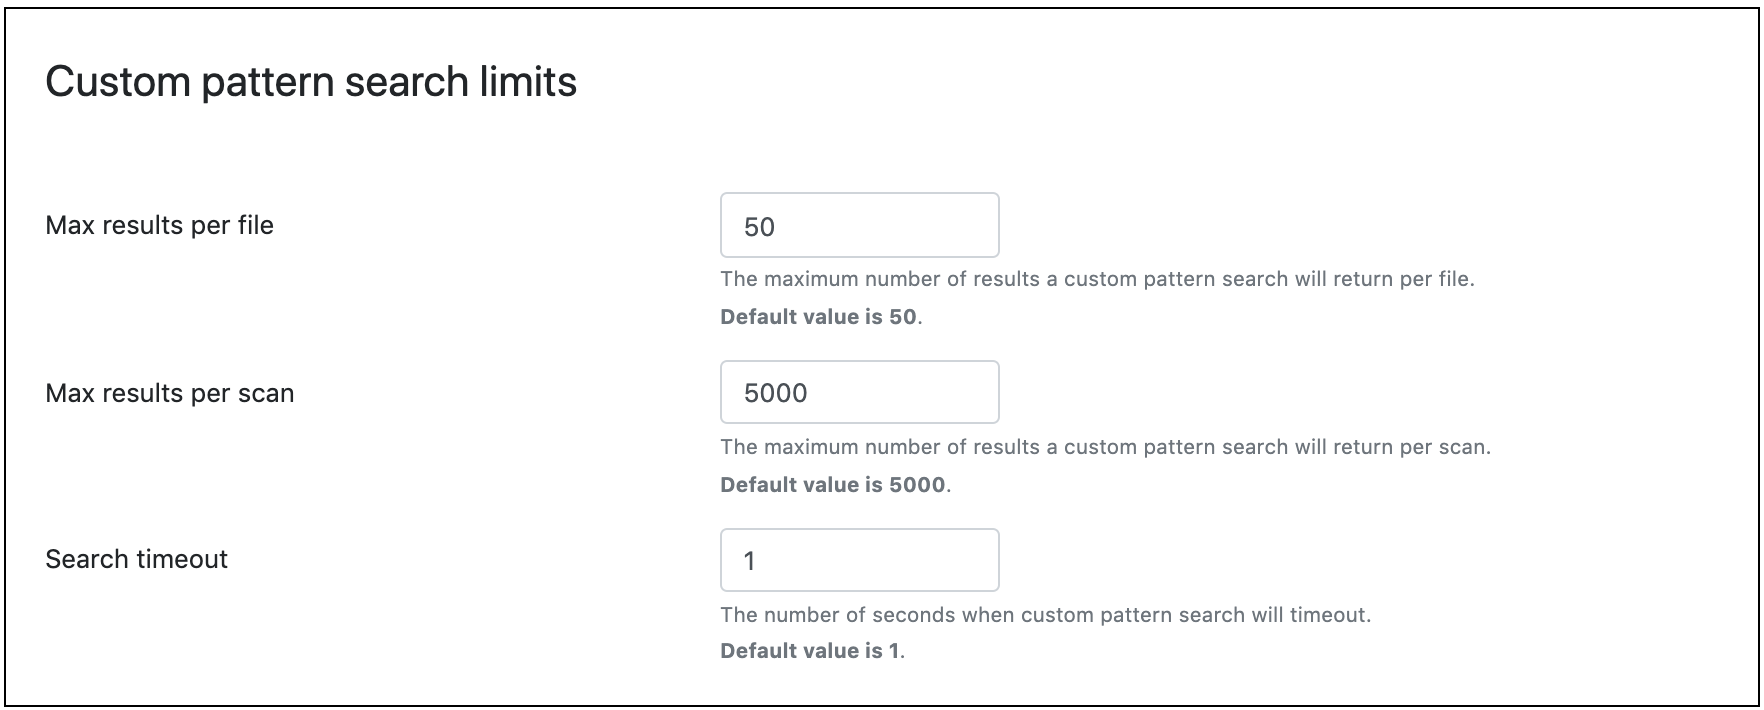 Custom pattern search limits
Max results per file
50
The maximum number of results a custom pattern search will return per file.
Default value is 50.
Max results per scan
5000
The maximum number of results a custom pattern search will return per scan.
Default value is 5000.
Search timeout
1
The number of seconds when custom pattern search will timeout.
Default value is 1.